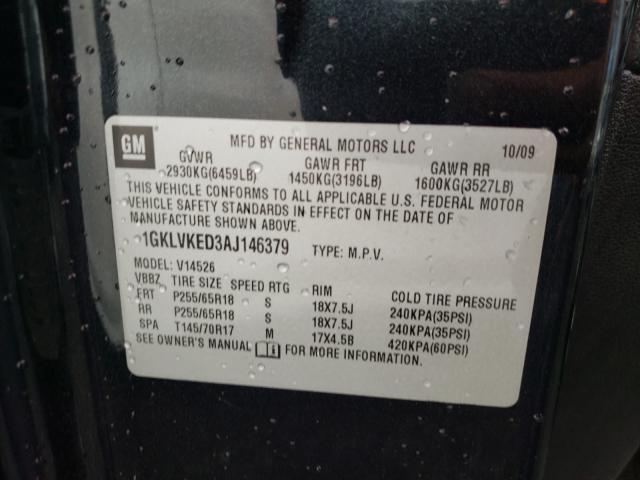 GM MFD BY GENERAL MOTORS LLC 10/09
GVWR GAWR FRT GAWR RR
2930KG(6459LB) 1450KG(3196LB) 1600KG(3527LB)
THIS VEHICLE CONFORMS TO ALL APPLICABLE U.S. FEDERAL MOTOR
VEHICLE SAFETY STANDARDS IN EFFECT ON THE DATE OF
MANUFACTURE SHOWN ABOVE.
1GKLVKED3AJ146379 TYPE: M.P.V.
MODEL: V14526
VBBZ TIRE SIZE SPEED RTG RIM COLD TIRE PRESSURE
FRT P255/65R18 S 18X7.5J 240KPA(35PSI)
RR P255/65R18 S 18X7.5J 240KPA(35PSI)
SPA T145/70R17 M 17X4.5B 420KPA(60PSI)
SEE OWNER'S MANUAL i FOR MORE INFORMATION.